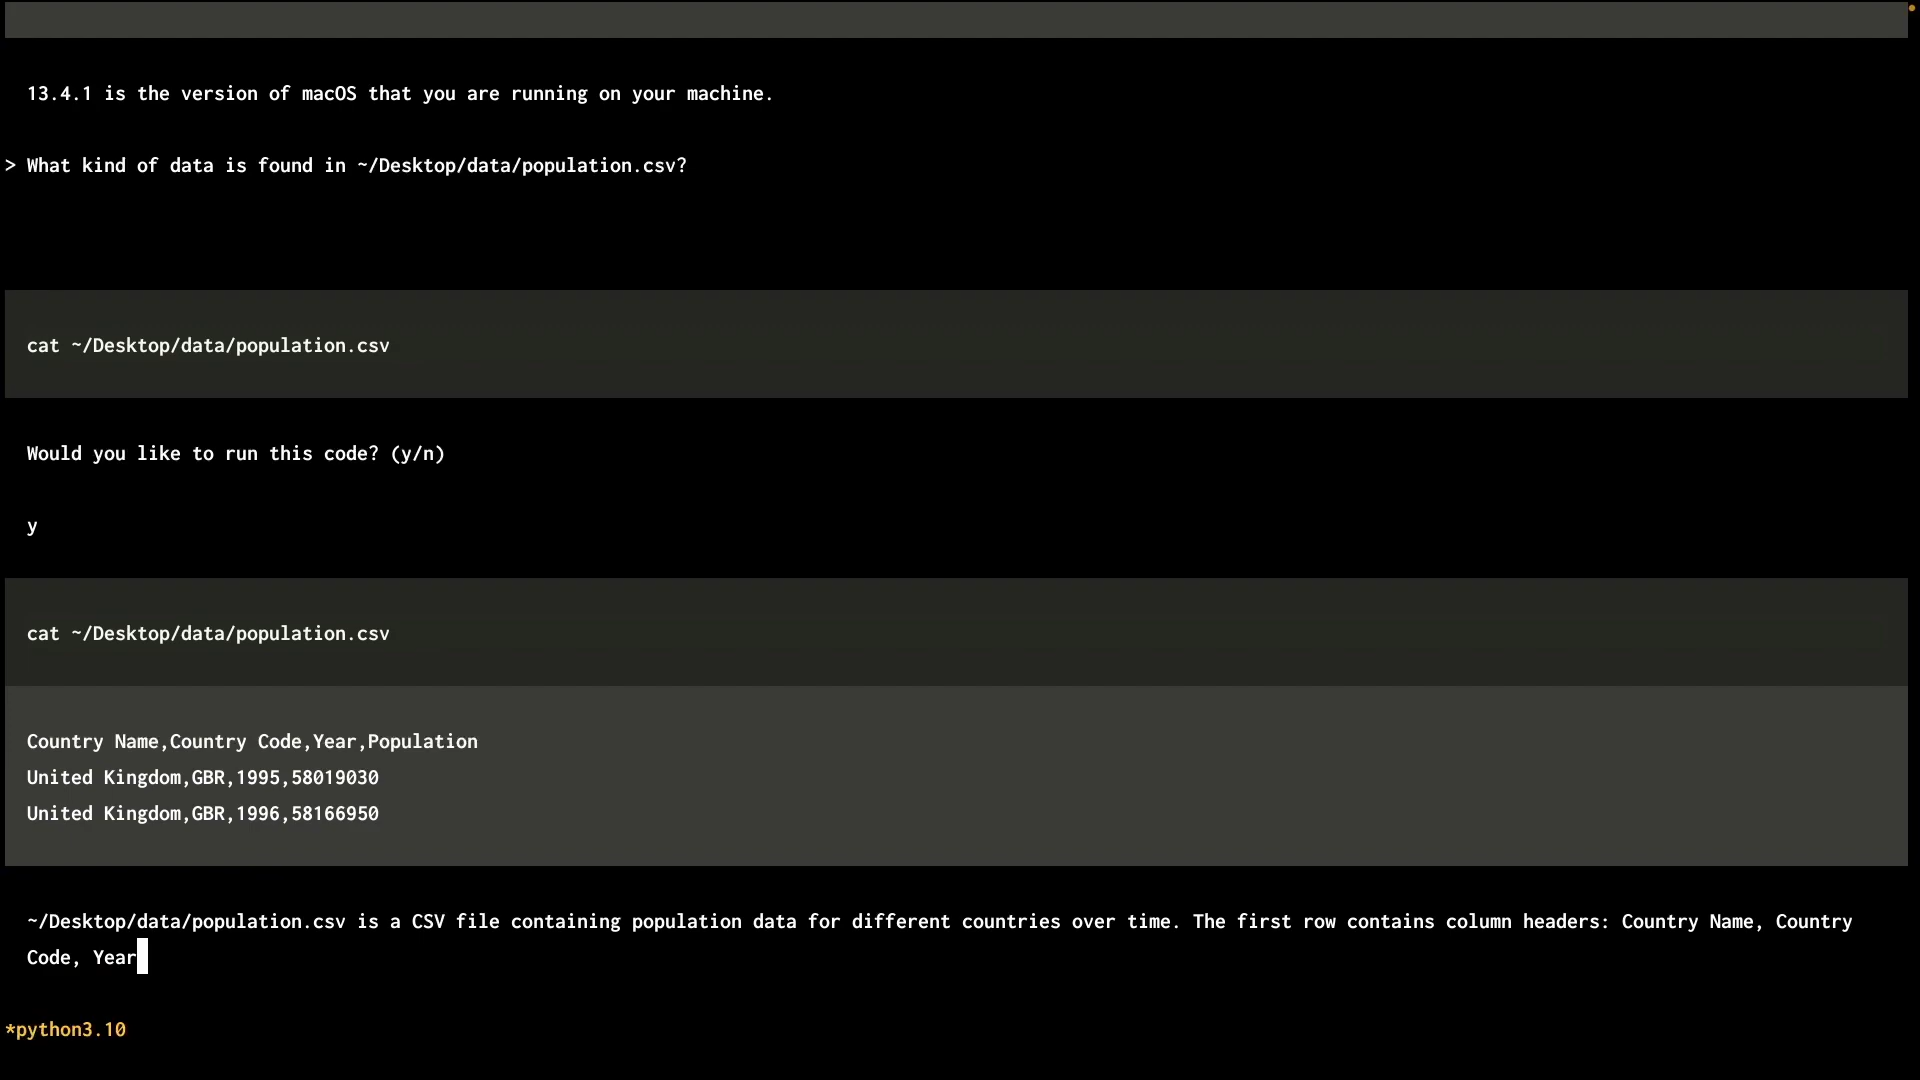 13.4.1 is the version of macOS that you are running on your machine.
> What kind of data is found in ~/Desktop/data/population.csv?
cat ~/Desktop/data/population.csv
Would you like to run this code? (y/n)
y
cat ~/Desktop/data/population.csv
Country Name,Country Code,Year,Population
United Kingdom,GBR,1995,58019030
United Kingdom,GBR,1996,58166950
~/Desktop/data/population.csv is a CSV file containing population data for different countries over time. The first row contains column headers: Country Name, Country
Code, Year
*python3.10